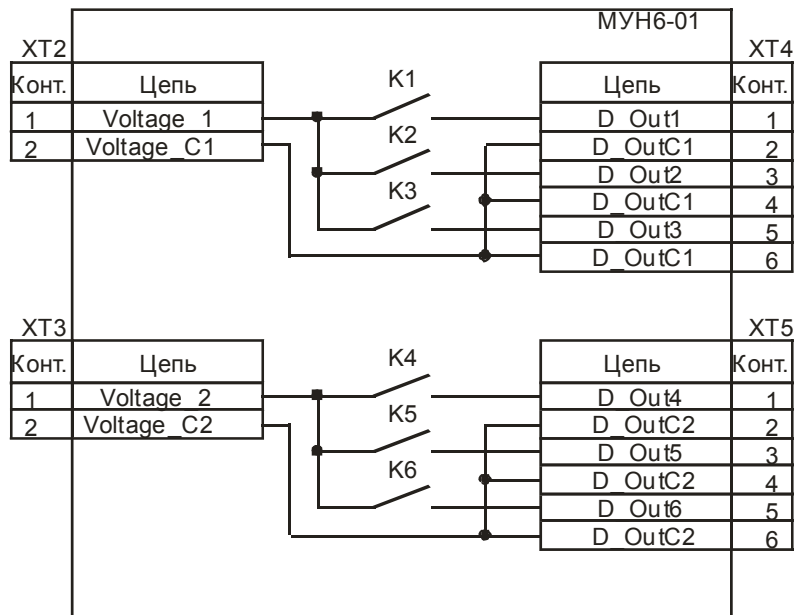 МУН6-01
XT2
XT4
Конт. Цепь
K1
Цепь Конт.
1 Voltage_1
D_Out1 1
2 Voltage_C1
K2
D_OutC1 2
D_Out2 3
K3
D_OutC1 4
D_Out3 5
D_OutC1 6
XT3
XT5
Конт. Цепь
K4
Цепь Конт.
1 Voltage_2
D_Out4 1
2 Voltage_C2
K5
D_OutC2 2
D_Out5 3
K6
D_OutC2 4
D_Out6 5
D_OutC2 6